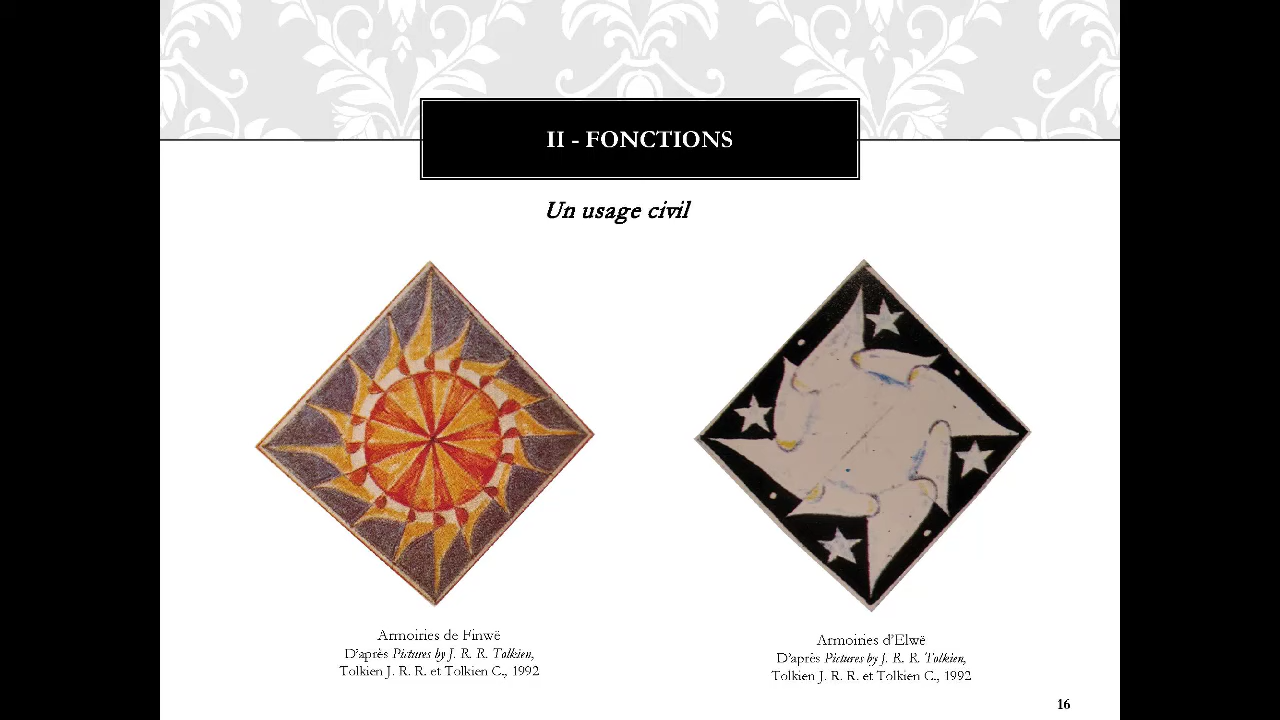 II - FONCTIONS
Un usage civil
Armoiries de Finwë
D'après Pictures by J. R. R. Tolkien,
Tolkien J. R. R. et Tolkien C., 1992
Armoiries d'Elwë
D'après Pictures by J. R. R. Tolkien,
Tolkien J. R. R. et Tolkien C., 1992
16